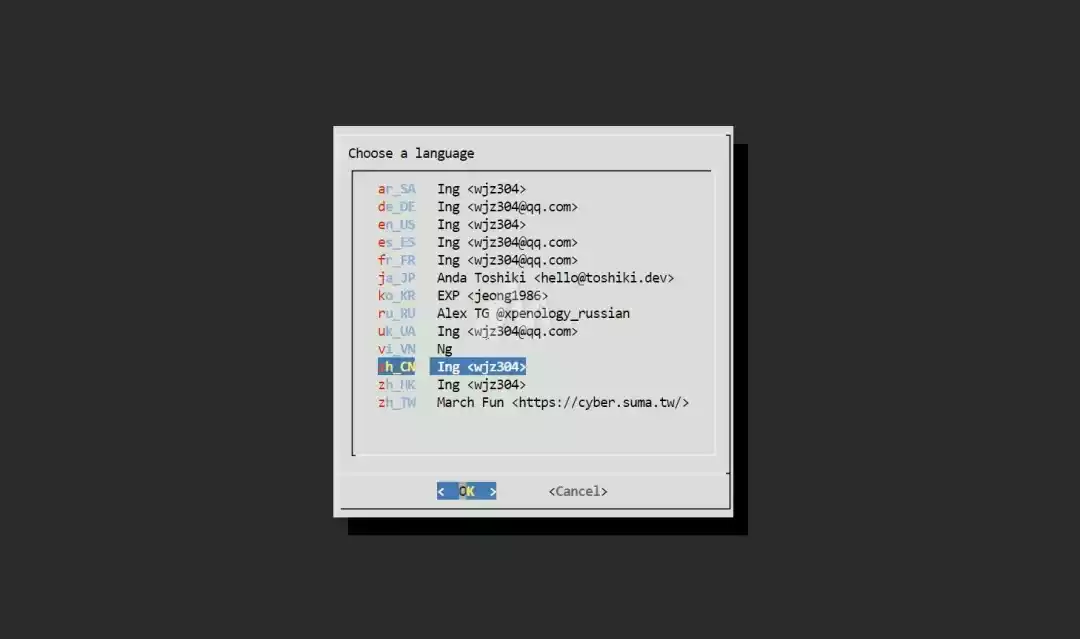 Choose a language
ar_SA Ing <wjz304>
de_DE Ing <wjz304@qq.com>
en_US Ing <wjz304>
es_ES Ing <wjz304@qq.com>
fr_FR Ing <wjz304@qq.com>
ja_JP Anda Toshiki <hello@toshiki.dev>
ko_KR EXP <jeong1986>
ru_RU Alex TG @xpenology_russian
uk_UA Ing <wjz304@qq.com>
vi_VN Ng
zh_CN Ing <wjz304>
zh_HK Ing <wjz304>
zh_TW March Fun <https://cyber.suma.tw/>
< OK > <Cancel>